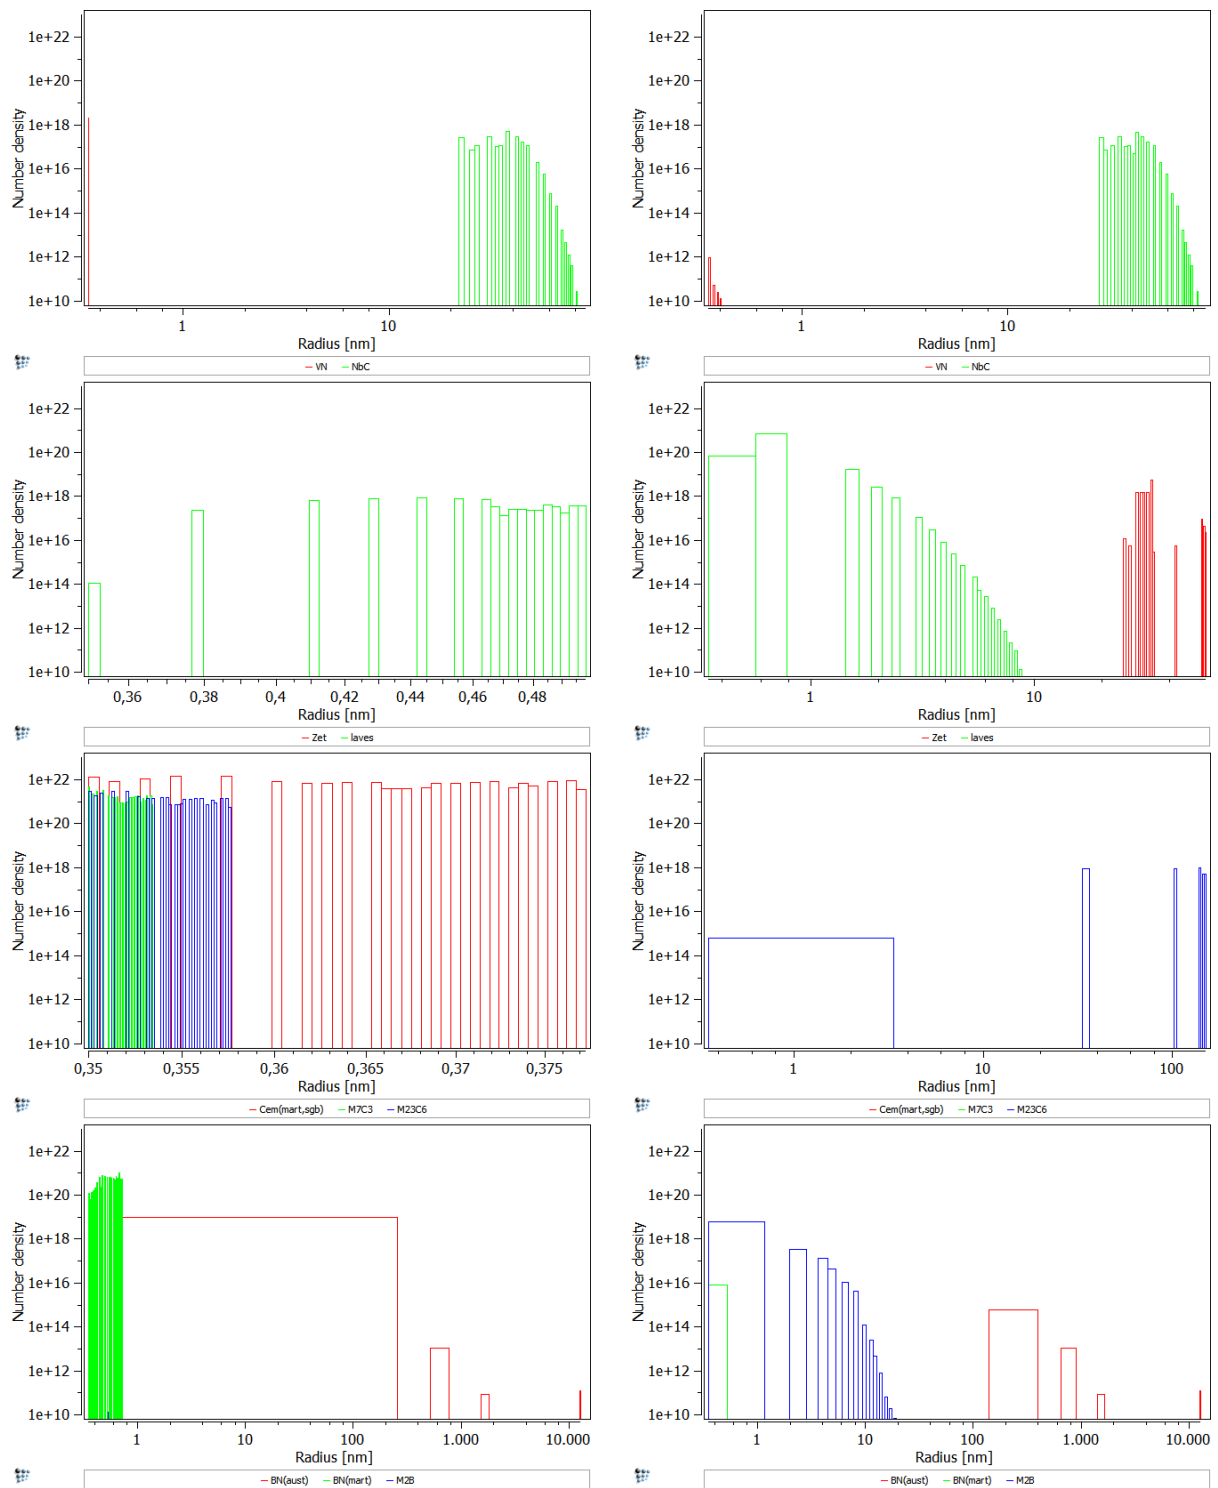 1e+22
1e+20
1e+18
1e+16
1e+14
1e+12
1e+10
Number density
1 10
Radius [nm]
VN NbC
1e+22
1e+20
1e+18
1e+16
1e+14
1e+12
1e+10
Number density
1 10
Radius [nm]
VN NbC
1e+22
1e+20
1e+18
1e+16
1e+14
1e+12
1e+10
Number density
0,36 0,38 0,4 0,42 0,44 0,46 0,48
Radius [nm]
Zet laves
1e+22
1e+20
1e+18
1e+16
1e+14
1e+12
1e+10
Number density
1 10
Radius [nm]
Zet laves
1e+22
1e+20
1e+18
1e+16
1e+14
1e+12
1e+10
Number density
0,35 0,355 0,36 0,365 0,37 0,375
Radius [nm]
Cem(mart,sgb) M7C3 M23C6
1e+22
1e+20
1e+18
1e+16
1e+14
1e+12
1e+10
Number density
1 10 100
Radius [nm]
Cem(mart,sgb) M7C3 M23C6
1e+22
1e+20
1e+18
1e+16
1e+14
1e+12
1e+10
Number density
1 10 100 1.000 10.000
Radius [nm]
BN(aust) BN(mart) M2B
1e+22
1e+20
1e+18
1e+16
1e+14
1e+12
1e+10
Number density
1 10 100 1.000 10.000
Radius [nm]
BN(aust) BN(mart) M2B